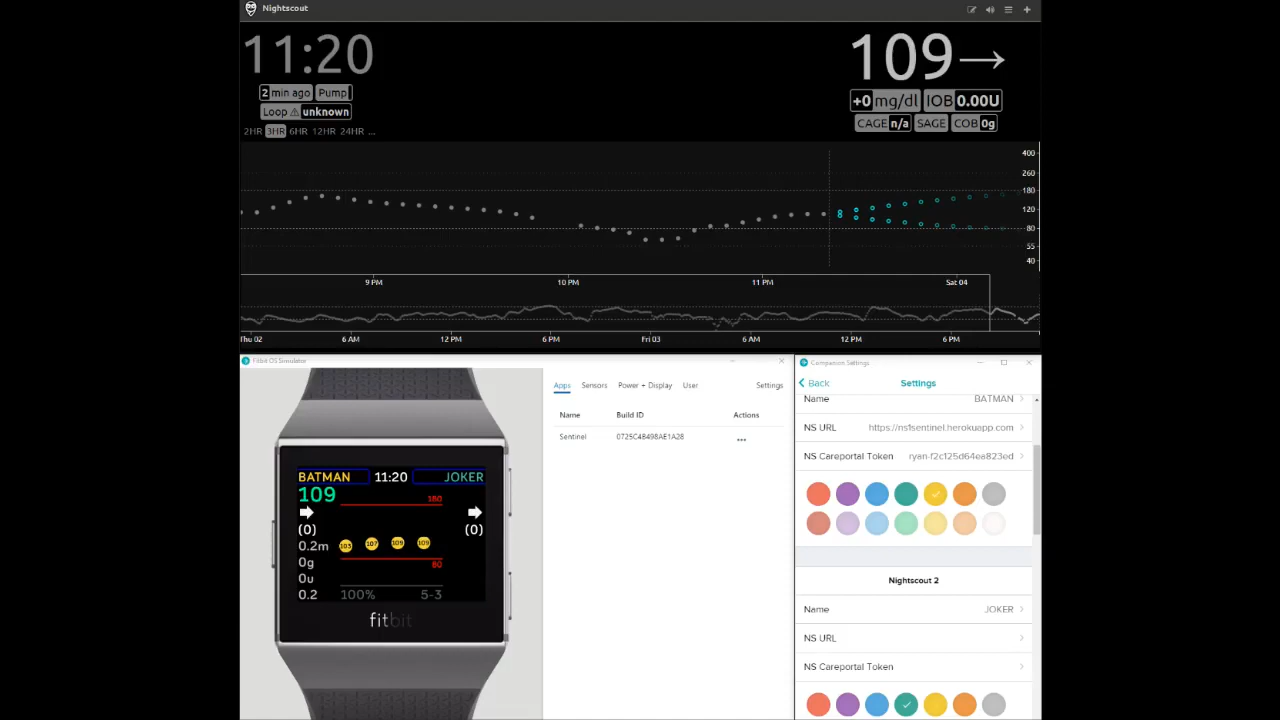 Nightscout
11:20
109→
2 min ago Pump
+0 mg/dl IOB 0.00U
Loop ⚠ unknown
CAGE n/a SAGE COB 0g
2HR 3HR 6HR 12HR 24HR ...
400
260
180
120
80
55
40
9 PM 10 PM 11 PM Sat 04
Thu 02 6 AM 12 PM 6 PM Fri 03 6 AM 12 PM 6 PM
Fitbit OS Simulator
Apps Sensors Power + Display User Settings
Name Build ID Actions
Sentinel 0725C48498AE1A28 •••
BATMAN 11:20 JOKER
109
180
(0) (0)
0.2m
103 107 109 109
0g
80
0u
0.2 100% 5-3
fitbit
Companion Settings
Back Settings
Name BATMAN
NS URL https://ns1sentinel.herokuapp.com
NS Careportal Token ryan-f2c125d64ea823ed
Nightscout 2
Name JOKER
NS URL
NS Careportal Token